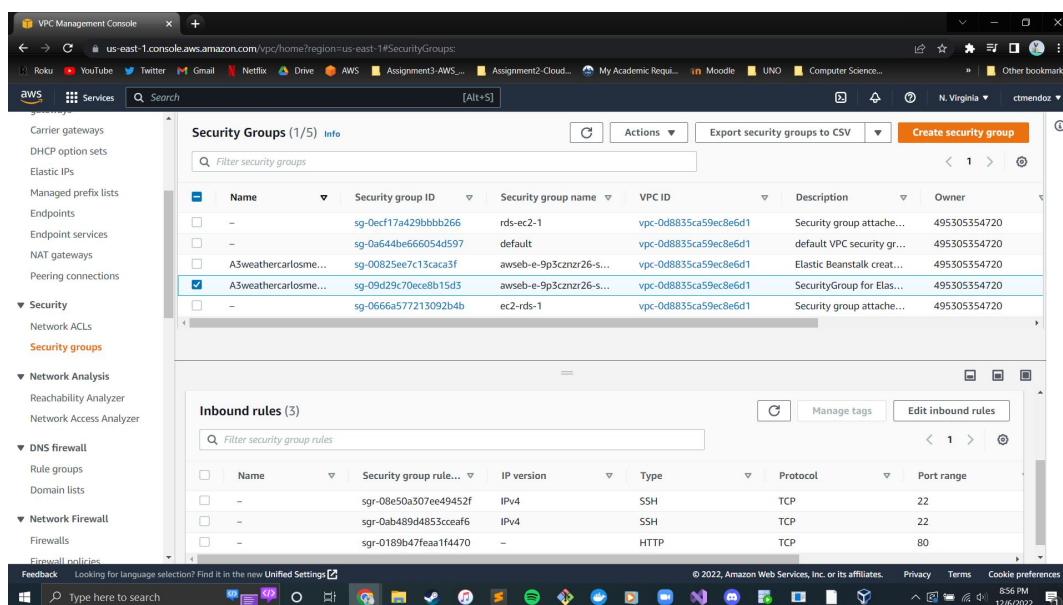 VPC Management Console
us-east-1.console.aws.amazon.com/vpc/home?region=us-east-1#SecurityGroups:
Roku YouTube Twitter Gmail Netflix Drive AWS Assignment3-AWS_... Assignment2-Cloud... My Academic Requi... Moodle UNO Computer Science... » Other bookmark
aws Services Search [Alt+S] N. Virginia ▼ ctmendoz ▼
Carrier gateways
DHCP option sets
Elastic IPs
Managed prefix lists
Endpoints
Endpoint services
NAT gateways
Peering connections
▼ Security
Network ACLs
Security groups
▼ Network Analysis
Reachability Analyzer
Network Access Analyzer
▼ DNS firewall
Rule groups
Domain lists
▼ Network Firewall
Firewalls
Firewall policies
Security Groups (1/5) Info Actions ▼ Export security groups to CSV ▼ Create security group
Filter security groups < 1 >
Name Security group ID Security group name VPC ID Description Owner
– sg-0ecf17a429bbbb266 rds-ec2-1 vpc-0d8835ca59ec8e6d1 Security group attache... 495305354720
– sg-0a644be666054d597 default vpc-0d8835ca59ec8e6d1 default VPC security gr... 495305354720
A3weathercarlosme... sg-00825ee7c13caca3f awseb-e-9p3cznzr26-s... vpc-0d8835ca59ec8e6d1 Elastic Beanstalk creat... 495305354720
A3weathercarlosme... sg-09d29c70ece8b15d3 awseb-e-9p3cznzr26-s... vpc-0d8835ca59ec8e6d1 SecurityGroup for Elas... 495305354720
– sg-0666a577213092b4b ec2-rds-1 vpc-0d8835ca59ec8e6d1 Security group attache... 495305354720
Inbound rules (3) Manage tags Edit inbound rules
Filter security group rules < 1 >
Name Security group rule... IP version Type Protocol Port range
– sgr-08e50a307ee49452f IPv4 SSH TCP 22
– sgr-0ab489d4853cceaf6 IPv4 SSH TCP 22
– sgr-0189b47feaa1f4470 – HTTP TCP 80
Feedback Looking for language selection? Find it in the new Unified Settings © 2022, Amazon Web Services, Inc. or its affiliates. Privacy Terms Cookie preferences
Type here to search 8:56 PM
12/6/2022